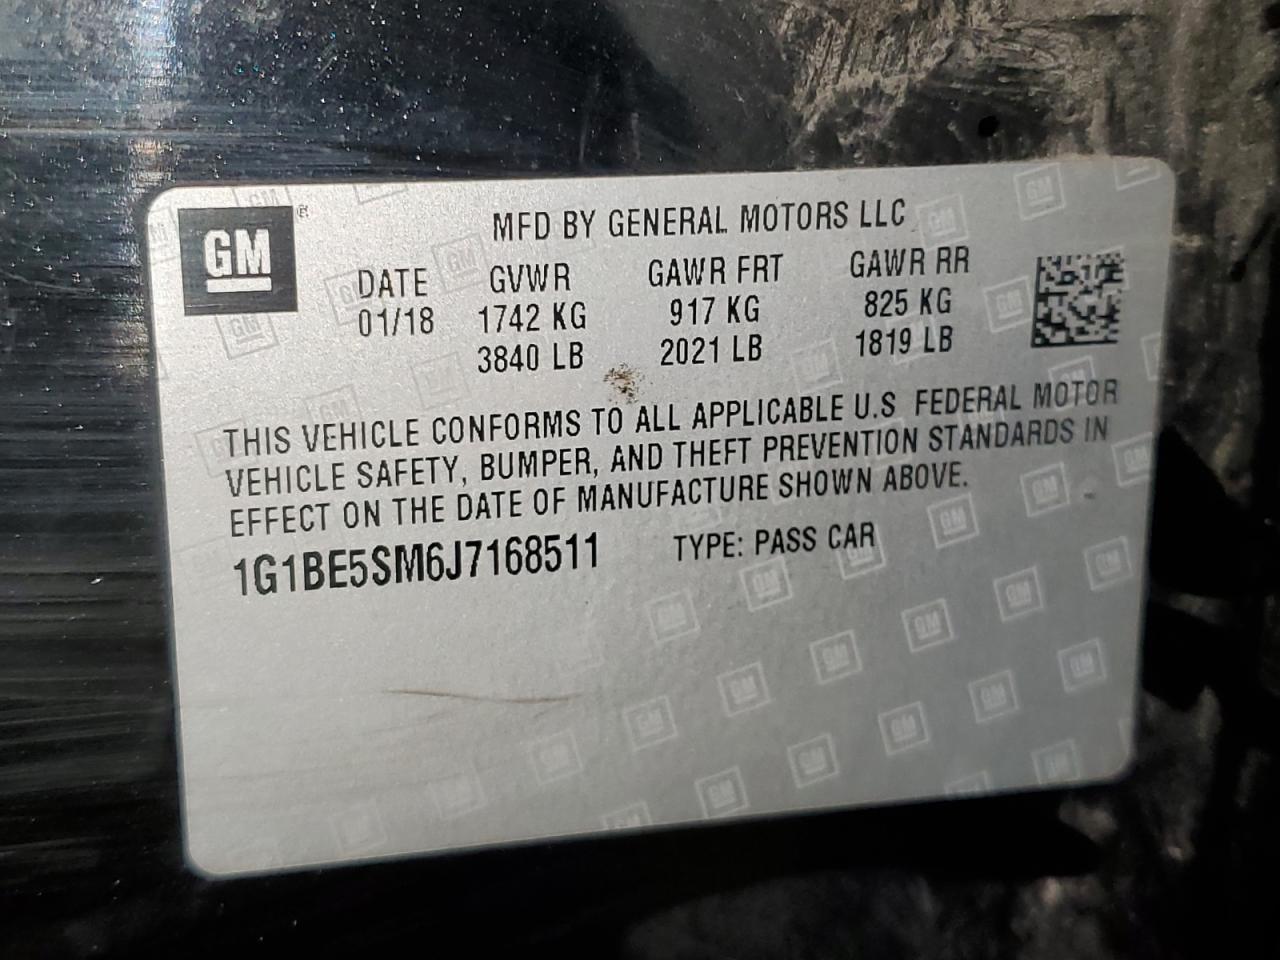 GM ®
MFD BY GENERAL MOTORS LLC
DATE GVWR GAWR FRT GAWR RR
01/18 1742 KG 917 KG 825 KG
3840 LB 2021 LB 1819 LB
THIS VEHICLE CONFORMS TO ALL APPLICABLE U.S FEDERAL MOTOR
VEHICLE SAFETY, BUMPER, AND THEFT PREVENTION STANDARDS IN
EFFECT ON THE DATE OF MANUFACTURE SHOWN ABOVE.
1G1BE5SM6J7168511 TYPE: PASS CAR